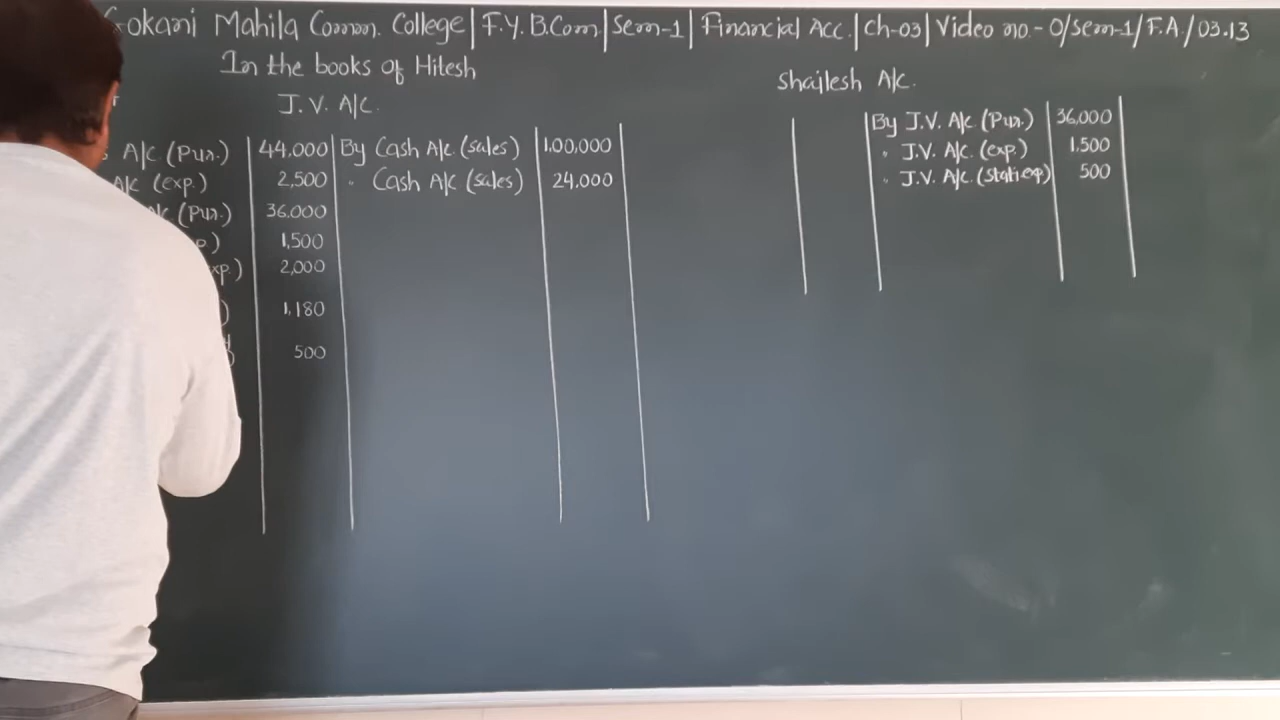 Gokani Mahila Comm. College | F.Y. B.Com | Sem-1 | Financial Acc. | Ch-03 | Video no. - 0/Sem-1/F.A./03.13
In the books of Hitesh
J.V. A/c.
A/c (Pur.) 44,000 By Cash A/c. (sales) 1,00,000
A/c (exp.) 2,500 " Cash A/c (sales) 24,000
(Pur.) 36,000
1,500
2,000
1,180
500
Shailesh A/c.
By J.V. A/c (Pur.) 36,000
" J.V. A/c. (exp.) 1,500
" J.V. A/c. (stati exp) 500